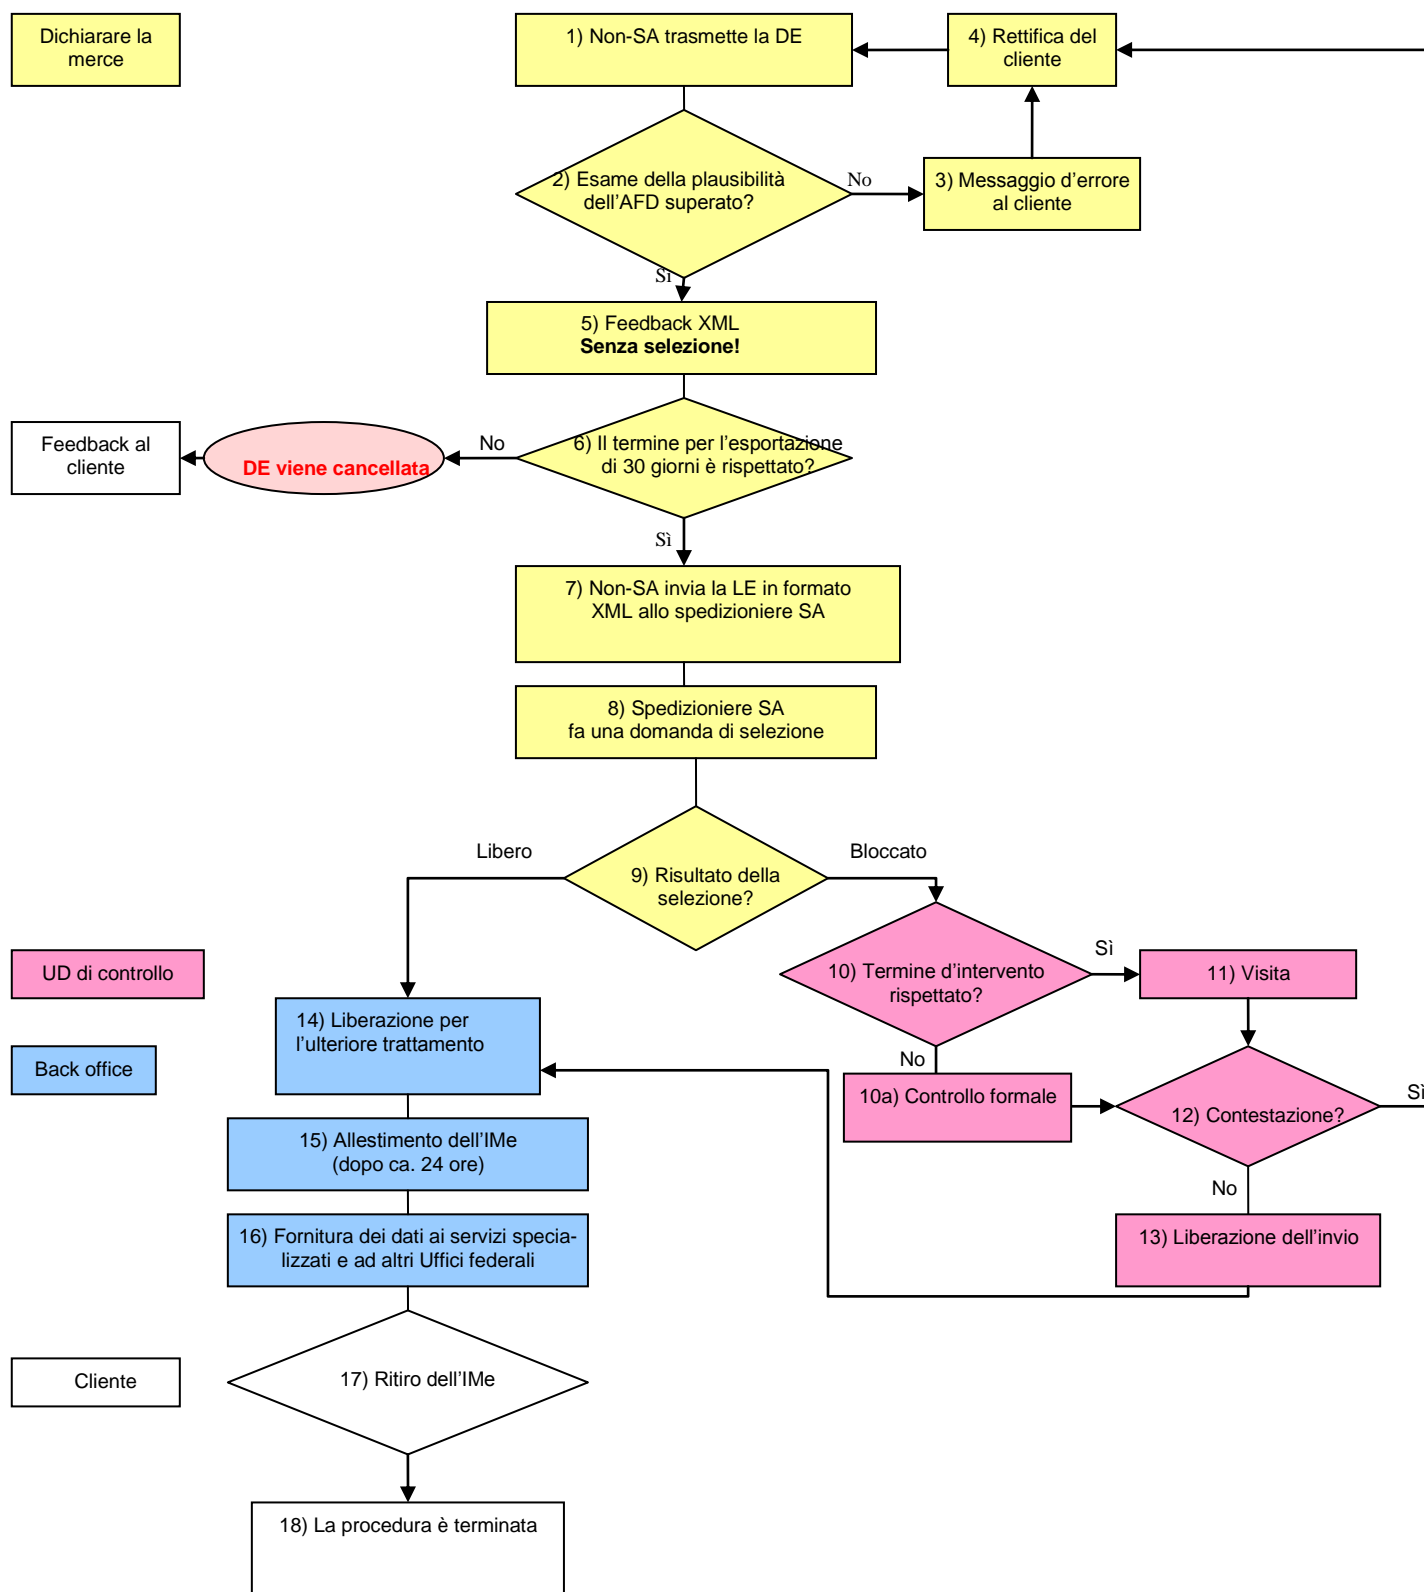 Dichiarare la
merce
1) Non-SA trasmette la DE
4) Rettifica del
cliente
2) Esame della plausibilità
dell'AFD superato?
No
3) Messaggio d'errore
al cliente
Sì
5) Feedback XML
Senza selezione!
Feedback al
cliente
DE viene cancellata
No
6) Il termine per l'esportazione
di 30 giorni è rispettato?
Sì
7) Non-SA invia la LE in formato
XML allo spedizioniere SA
8) Spedizioniere SA
fa una domanda di selezione
Libero
Bloccato
9) Risultato della
selezione?
UD di controllo
10) Termine d'intervento
rispettato?
Sì
11) Visita
14) Liberazione per
l'ulteriore trattamento
Back office
No
10a) Controllo formale
12) Contestazione?
Sì
15) Allestimento dell'IMe
(dopo ca. 24 ore)
No
16) Fornitura dei dati ai servizi specia-
lizzati e ad altri Uffici federali
13) Liberazione dell'invio
Cliente
17) Ritiro dell'IMe
18) La procedura è terminata